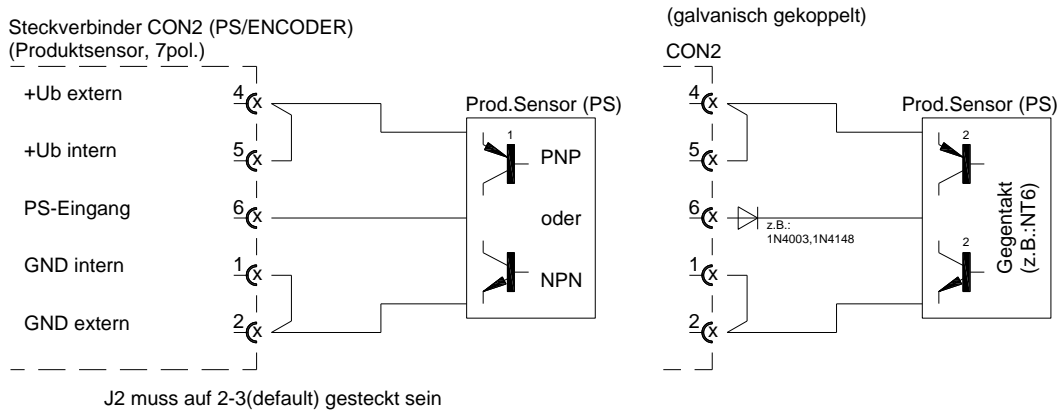 Steckverbinder CON2 (PS/ENCODER)
(Produktsensor, 7pol.)
+Ub extern
4
X
+Ub intern
5
X
PS-Eingang
6
X
GND intern
1
X
GND extern
2
X
Prod.Sensor (PS)
1
PNP
oder
NPN
J2 muss auf 2-3(default) gesteckt sein
(galvanisch gekoppelt)
CON2
4
X
5
X
6
X
z.B.:
1N4003,1N4148
1
X
2
X
Prod.Sensor (PS)
2
2
Gegentakt
(z.B.:NT6)